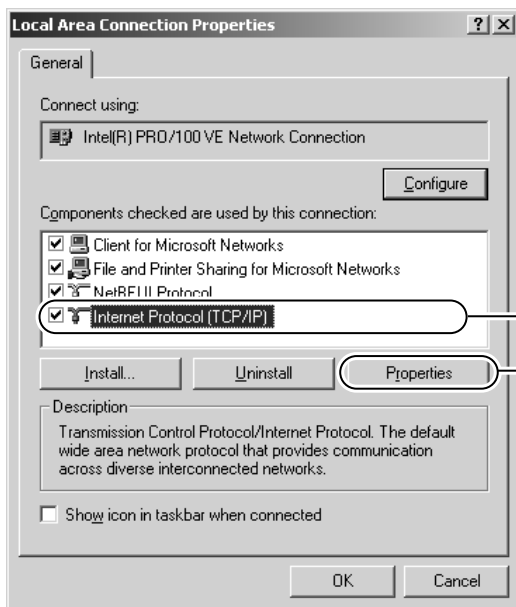 Local Area Connection Properties
General
Connect using:
Intel(R) PRO/100 VE Network Connection
Configure
Components checked are used by this connection:
Client for Microsoft Networks
File and Printer Sharing for Microsoft Networks
NetBEUI Protocol
Internet Protocol (TCP/IP)
Install... Uninstall Properties
Description
Transmission Control Protocol/Internet Protocol. The default
wide area network protocol that provides communication
across diverse interconnected networks.
Show icon in taskbar when connected
OK Cancel